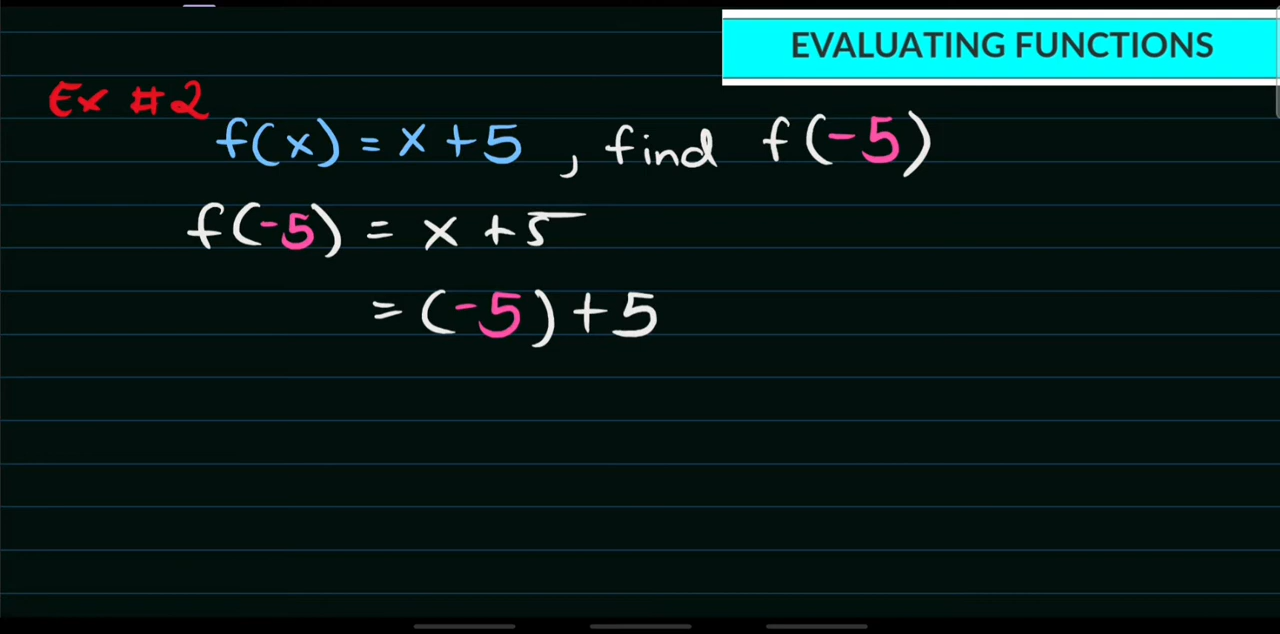 EVALUATING FUNCTIONS
Ex #2
f(x) = x + 5 , find f(-5)
f(-5) = x + 5
= (-5) + 5